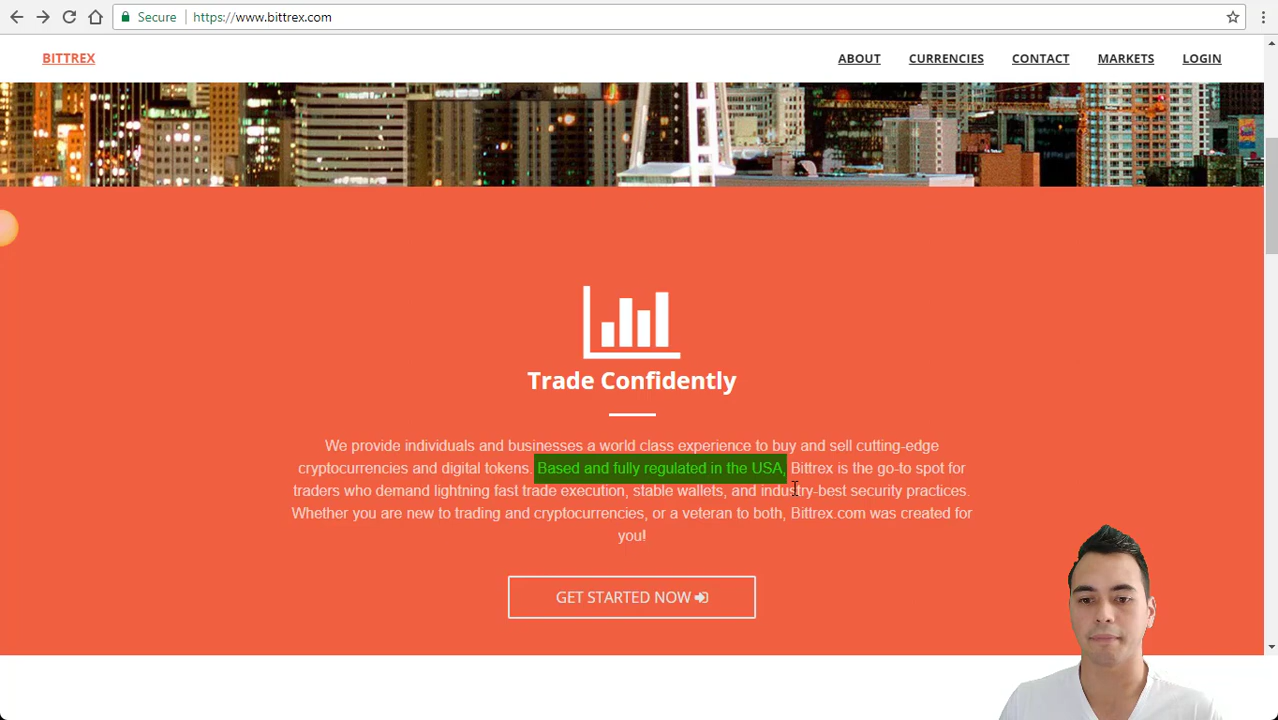 Secure https://www.bittrex.com
BITTREX ABOUT CURRENCIES CONTACT MARKETS LOGIN
Trade Confidently
We provide individuals and businesses a world class experience to buy and sell cutting-edge
cryptocurrencies and digital tokens. Based and fully regulated in the USA, Bittrex is the go-to spot for
traders who demand lightning fast trade execution, stable wallets, and industry-best security practices.
Whether you are new to trading and cryptocurrencies, or a veteran to both, Bittrex.com was created for
you!
GET STARTED NOW